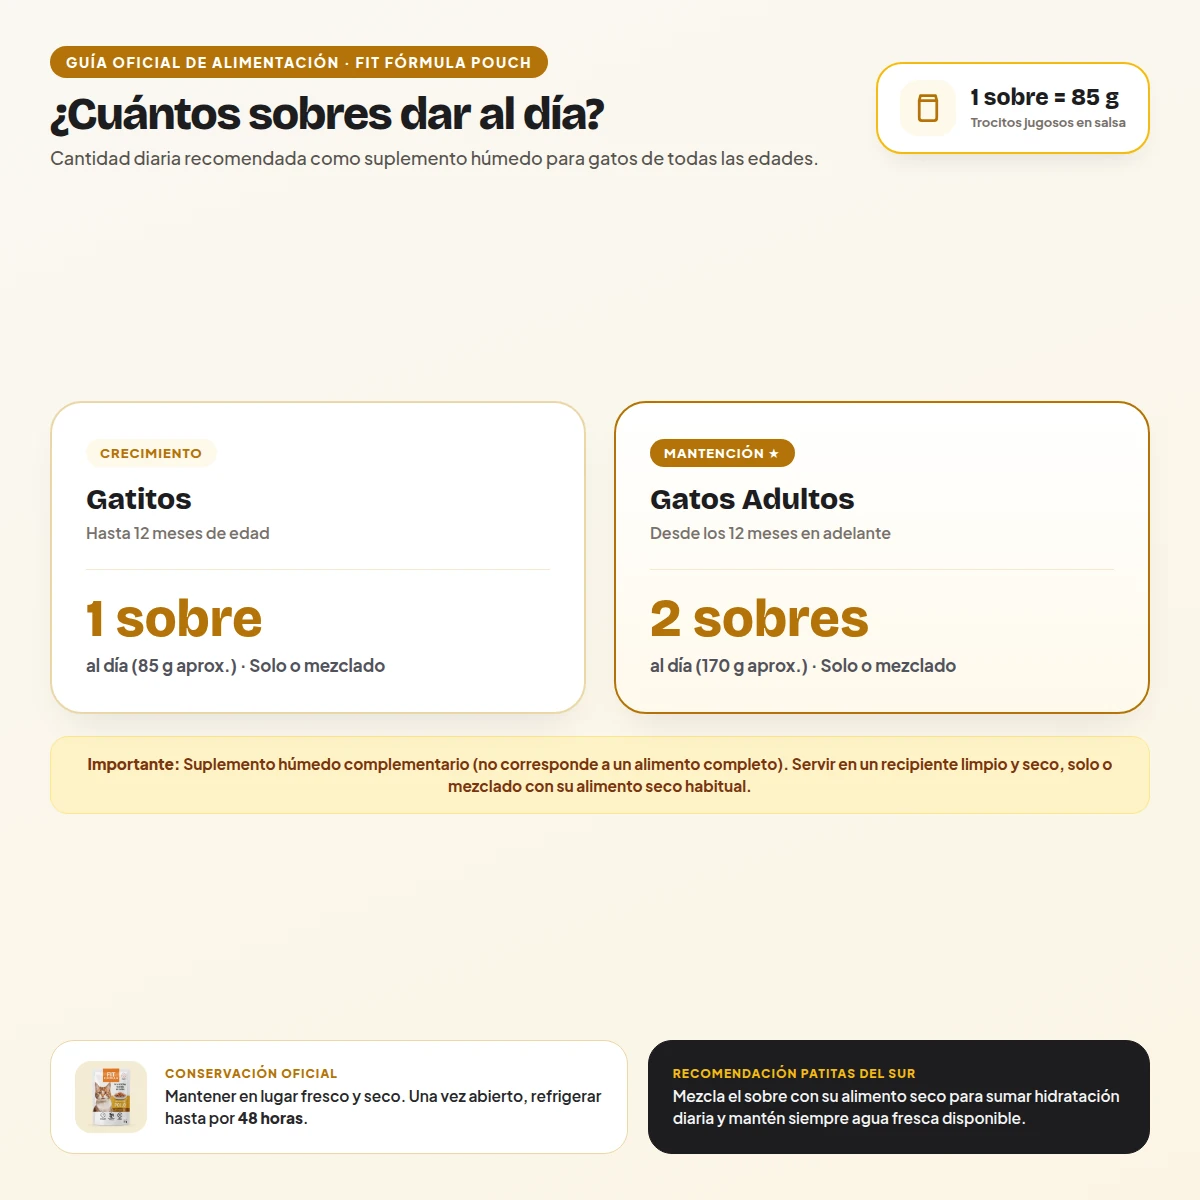 GUÍA OFICIAL DE ALIMENTACIÓN · FIT FÓRMULA POUCH
¿Cuántos sobres dar al día?
Cantidad diaria recomendada como suplemento húmedo para gatos de todas las edades.
1 sobre = 85 g
Trocitos jugosos en salsa
CRECIMIENTO
Gatitos
Hasta 12 meses de edad
1 sobre
al día (85 g aprox.) · Solo o mezclado
MANTENCIÓN ★
Gatos Adultos
Desde los 12 meses en adelante
2 sobres
al día (170 g aprox.) · Solo o mezclado
Importante: Suplemento húmedo complementario (no corresponde a un alimento completo). Servir en un recipiente limpio y seco, solo o
mezclado con su alimento seco habitual.
FIT
CONSERVACIÓN OFICIAL
Mantener en lugar fresco y seco. Una vez abierto, refrigerar
hasta por 48 horas.
RECOMENDACIÓN PATITAS DEL SUR
Mezcla el sobre con su alimento seco para sumar hidratación
diaria y mantén siempre agua fresca disponible.